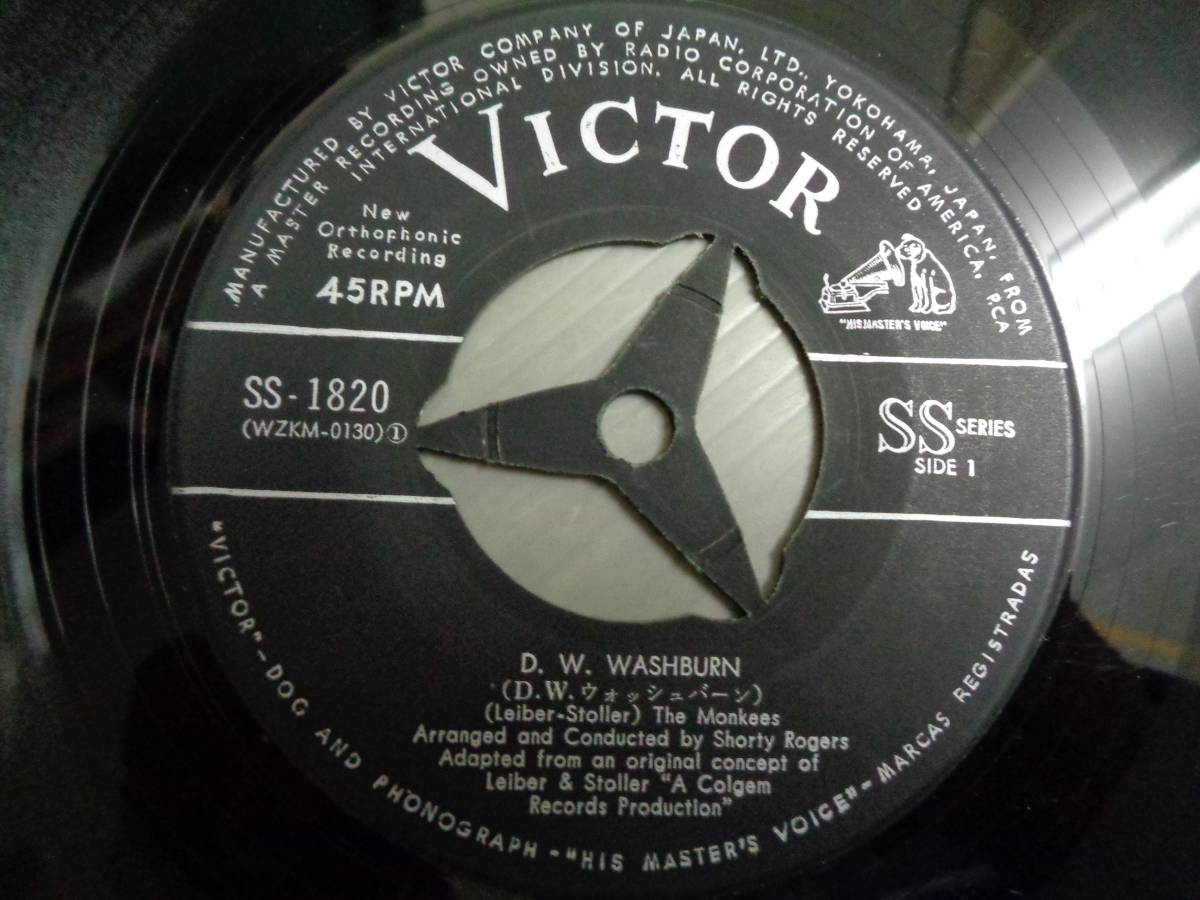 MANUFACTURED BY VICTOR COMPANY OF JAPAN, LTD., YOKOHAMA, JAPAN, FROM
A MASTER RECORDING OWNED BY RADIO CORPORATION OF AMERICA, RCA
INTERNATIONAL DIVISION. ALL RIGHTS RESERVED
VICTOR
New
Orthophonic
Recording
45RPM
"HIS MASTER'S VOICE"
SS-1820
(WZKM-0130)①
SS SERIES
SIDE 1
D. W. WASHBURN
(D.W.ウォッシュバーン)
(Leiber-Stoller) The Monkees
Arranged and Conducted by Shorty Rogers
Adapted from an original concept of
Leiber & Stoller "A Colgem
Records Production"
"VICTOR"-DOG AND PHONOGRAPH-"HIS MASTER'S VOICE"-MARCAS REGISTRADAS